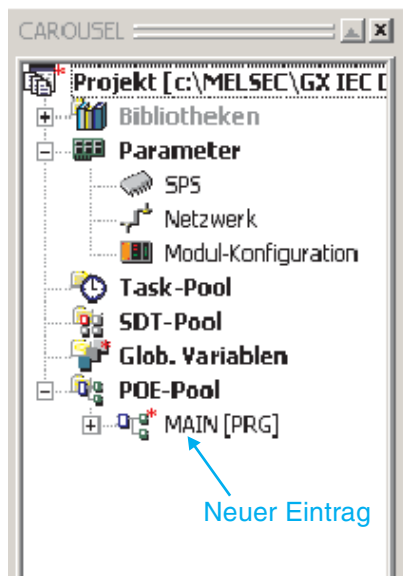 CAROUSEL
Projekt [c:\MELSEC\GX IEC D
Bibliotheken
Parameter
SPS
Netzwerk
Modul-Konfiguration
Task-Pool
SDT-Pool
Glob. Variablen
POE-Pool
MAIN [PRG]
Neuer Eintrag